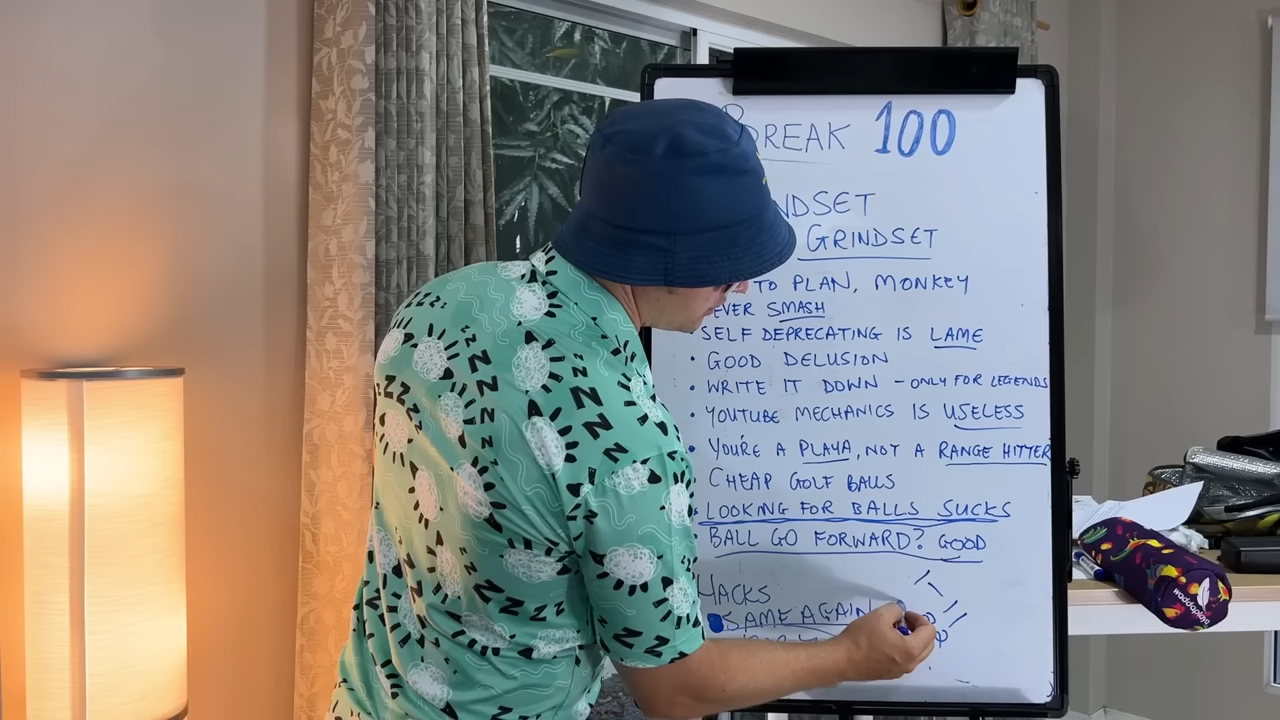 BREAK 100
NDSET
GRINDSET
TO PLAN, MONKEY
EVER SMASH
SELF DEPRECATING IS LAME
• GOOD DELUSION
• WRITE IT DOWN - ONLY FOR LEGENDS
• YOUTUBE MECHANICS IS USELESS
• YOU'RE A PLAYA, NOT A RANGE HITTER
CHEAP GOLF BALLS
LOOKING FOR BALLS SUCKS
BALL GO FORWARD? GOOD
HACKS
SAME AGAIN
ZZZ
plopdoppaw